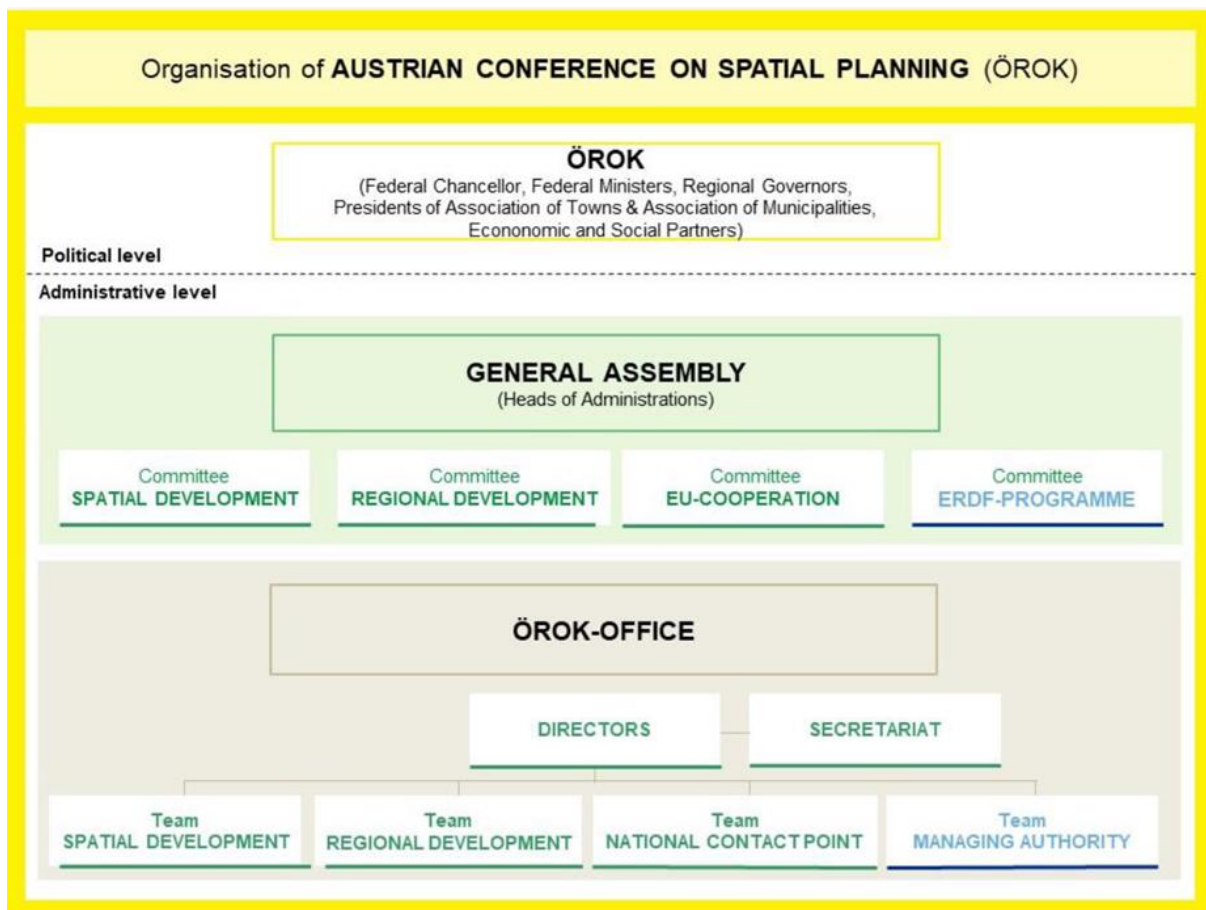 Organisation of AUSTRIAN CONFERENCE ON SPATIAL PLANNING (ÖROK)
ÖROK
(Federal Chancellor, Federal Ministers, Regional Governors,
Presidents of Association of Towns & Association of Municipalities,
Econonomic and Social Partners)
Political level
Administrative level
GENERAL ASSEMBLY
(Heads of Administrations)
Committee
SPATIAL DEVELOPMENT
Committee
REGIONAL DEVELOPMENT
Committee
EU-COOPERATION
Committee
ERDF-PROGRAMME
ÖROK-OFFICE
DIRECTORS
SECRETARIAT
Team
SPATIAL DEVELOPMENT
Team
REGIONAL DEVELOPMENT
Team
NATIONAL CONTACT POINT
Team
MANAGING AUTHORITY